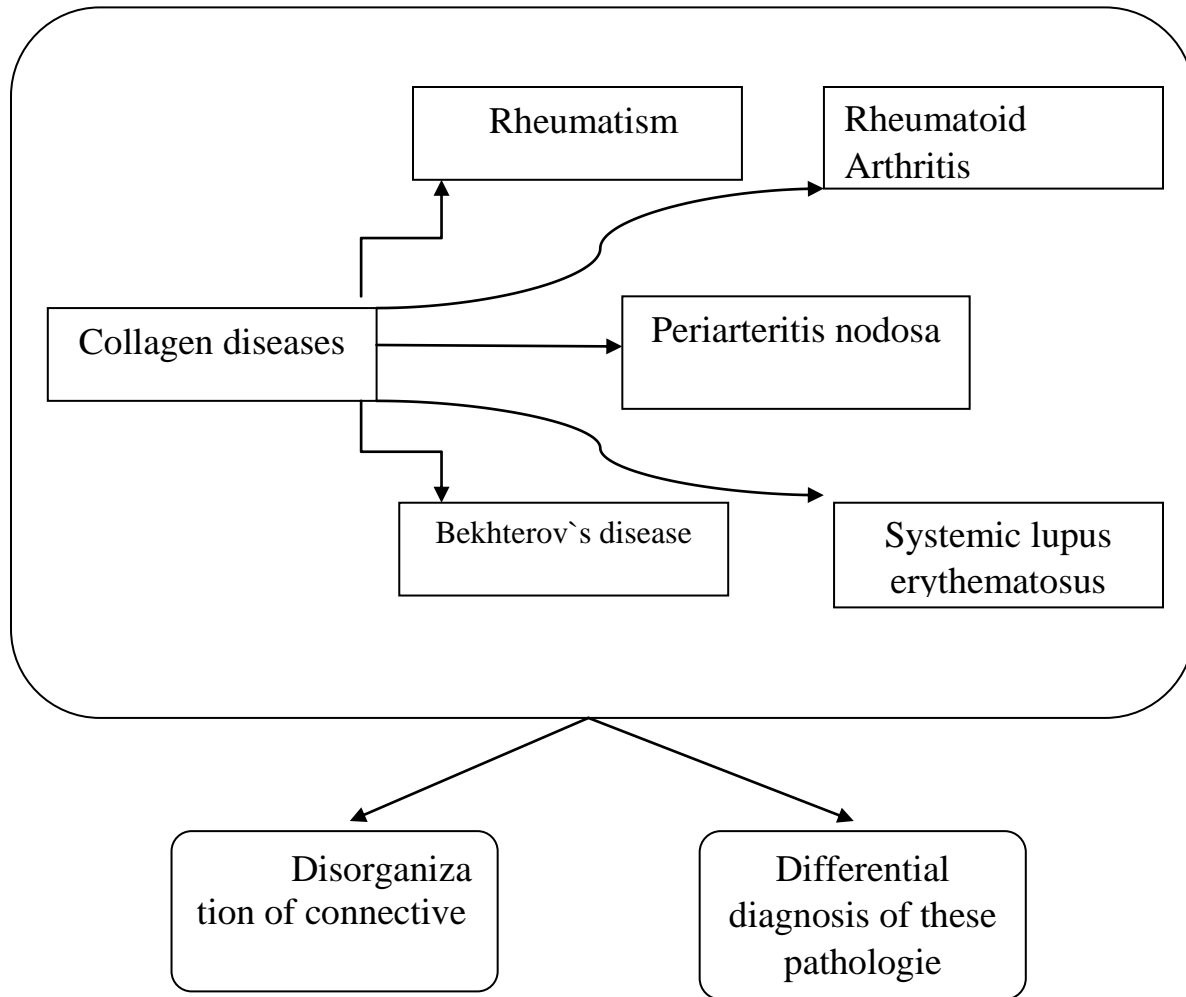 Rheumatism
Rheumatoid
Arthritis
Collagen diseases
Periarteritis nodosa
Bekhterov`s disease
Systemic lupus
erythematosus
Disorganiza
tion of connective
Differential
diagnosis of these
pathologie